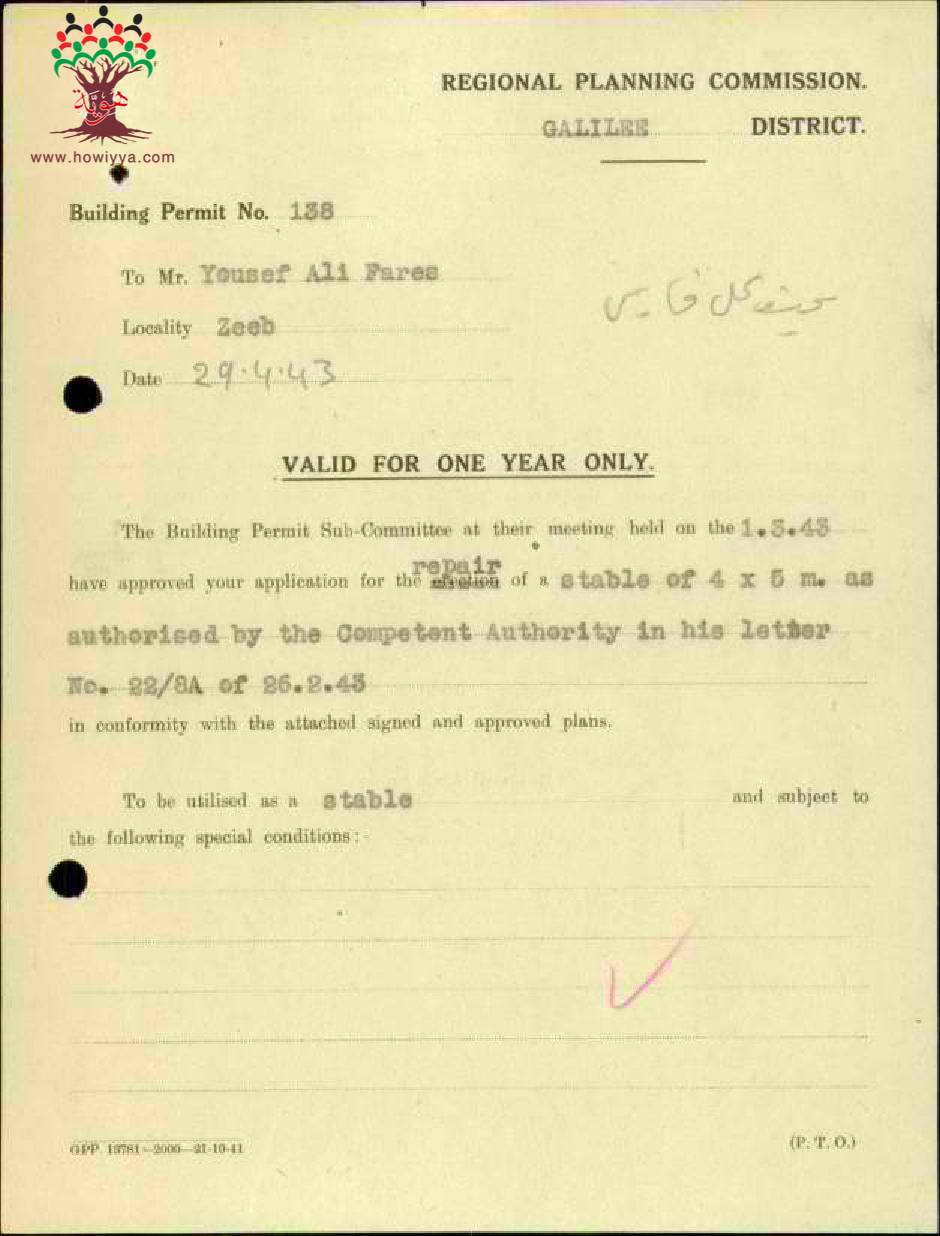 هوية
www.howiyya.com
REGIONAL PLANNING COMMISSION.
GALILEE DISTRICT.
Building Permit No. 138
To Mr. Yousef Ali Fares
Locality Zeeb
Date 29.4.43
VALID FOR ONE YEAR ONLY.
The Building Permit Sub-Committee at their meeting held on the 1.3.43
repair
have approved your application for the erection of a stable of 4 x 5 m. as
authorised by the Competent Authority in his letter
No. 22/8A of 26.2.43
in conformity with the attached signed and approved plans.
To be utilised as a stable and subject to
the following special conditions:-
GPP. 13781—2000—21-10-41
(P. T. O.)